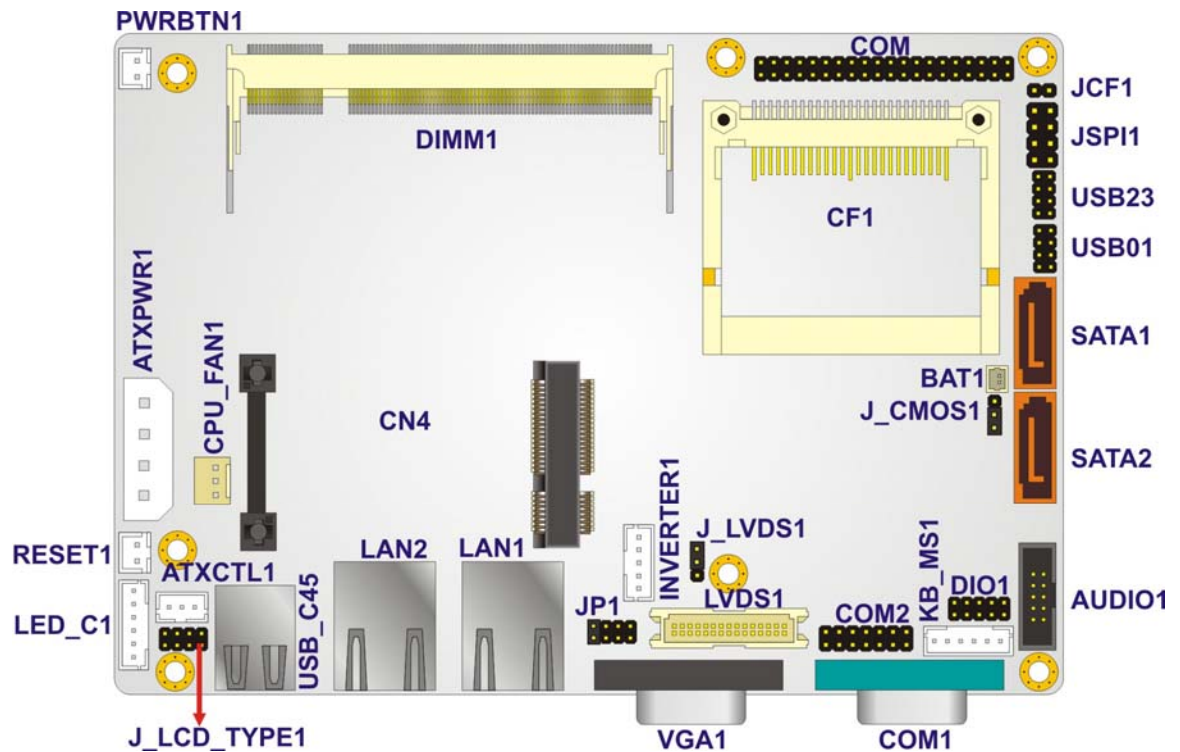 PWRBTN1
COM
JCF1
DIMM1
JSPI1
USB23
CF1
USB01
ATXPWR1
SATA1
CPU_FAN1
BAT1
J_CMOS1
CN4
SATA2
INVERTER1
J_LVDS1
KB_MS1
RESET1
LAN2
LAN1
ATXCTL1
DIO1
LED_C1
USB_C45
JP1
LVDS1
COM2
AUDIO1
J_LCD_TYPE1
VGA1
COM1